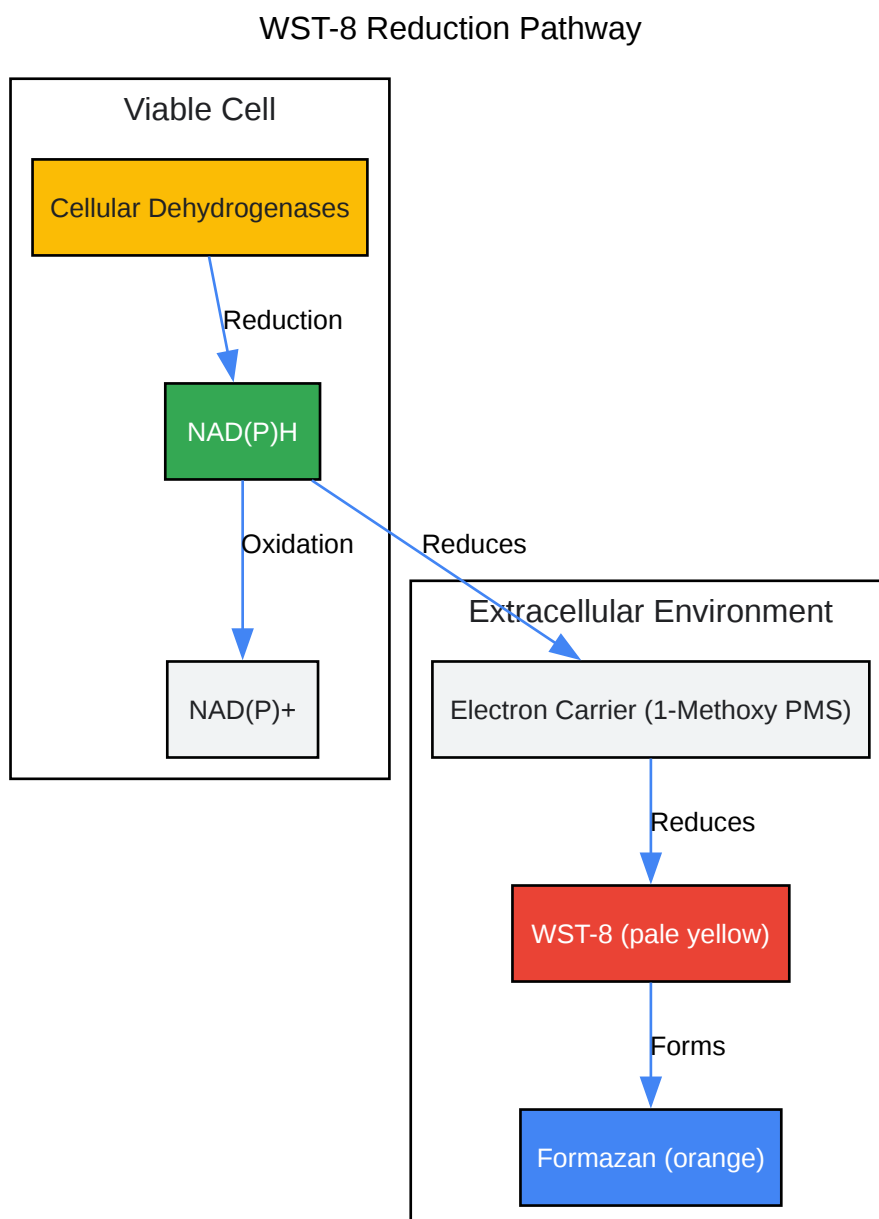 WST-8 Reduction Pathway
Viable Cell
Cellular Dehydrogenases
Reduction
NAD(P)H
Oxidation
Reduces
Extracellular Environment
NAD(P)+
Electron Carrier (1-Methoxy PMS)
Reduces
WST-8 (pale yellow)
Forms
Formazan (orange)